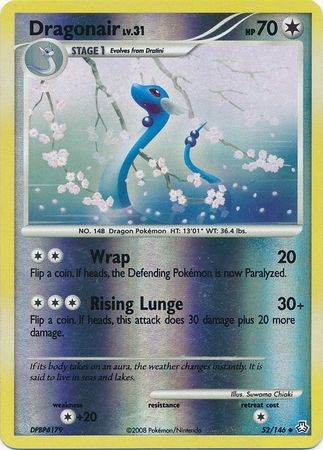 Dragonair LV.31 HP 70
STAGE 1 Evolves from Dratini
NO. 148 Dragon Pokémon HT: 13'01" WT: 36.4 lbs.
Wrap 20
Flip a coin. If heads, the Defending Pokémon is now Paralyzed.
Rising Lunge 30+
Flip a coin. If heads, this attack does 30 damage plus 20 more
damage.
If its body takes on an aura, the weather changes instantly. It is
said to live in seas and lakes.
Illus. Suwama Chiaki
weakness resistance retreat cost
+20
DPBP#179 ©2008 Pokémon/Nintendo 52/146